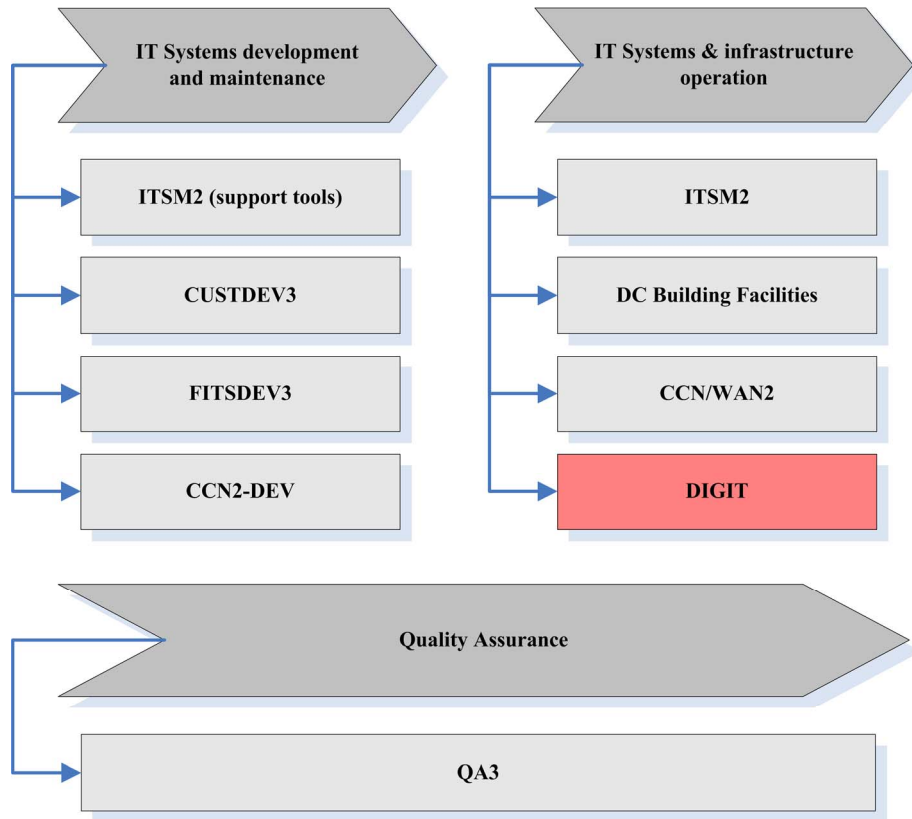 IT Systems development
and maintenance
ITSM2 (support tools)
CUSTDEV3
FITSDEV3
CCN2-DEV
IT Systems & infrastructure
operation
ITSM2
DC Building Facilities
CCN/WAN2
DIGIT
Quality Assurance
QA3